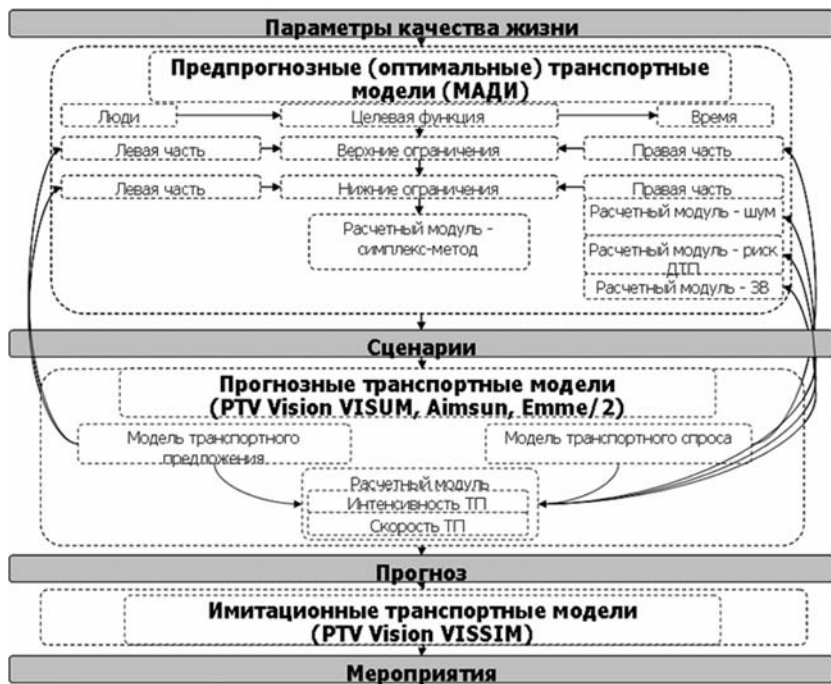 Параметры качества жизни
Предпрогнозные (оптимальные) транспортные
модели (МАДИ)
Люди Целевая функция Время
Левая часть Верхние ограничения Правая часть
Левая часть Нижние ограничения Правая часть
Расчетный модуль -
симплекс-метод
Расчетный модуль - шум
Расчетный модуль - риск
ДТП
Расчетный модуль - ЗВ
Сценарии
Прогнозные транспортные модели
(PTV Vision VISUM, Aimsun, Emme/2)
Модель транспортного
предложения
Модель транспортного спроса
Расчетный модуль
Интенсивность ТП
Скорость ТП
Прогноз
Имитационные транспортные модели
(PTV Vision VISSIM)
Мероприятия